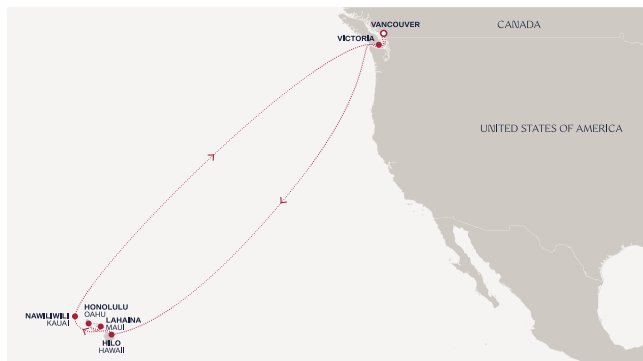 VANCOUVER
CANADA
VICTORIA
UNITED STATES OF AMERICA
NAWILIWILI
KAUAI
HONOLULU
OAHU
LAHAINA
MAUI
HILO
HAWAII